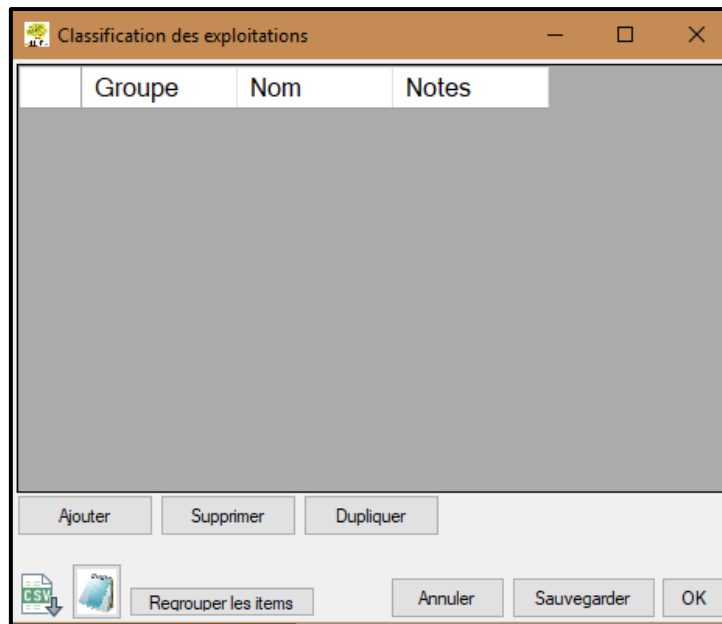 Classification des exploitations
Groupe Nom Notes
Ajouter Supprimer Dupliquer
CSV Regrouper les items Annuler Sauvegarder OK